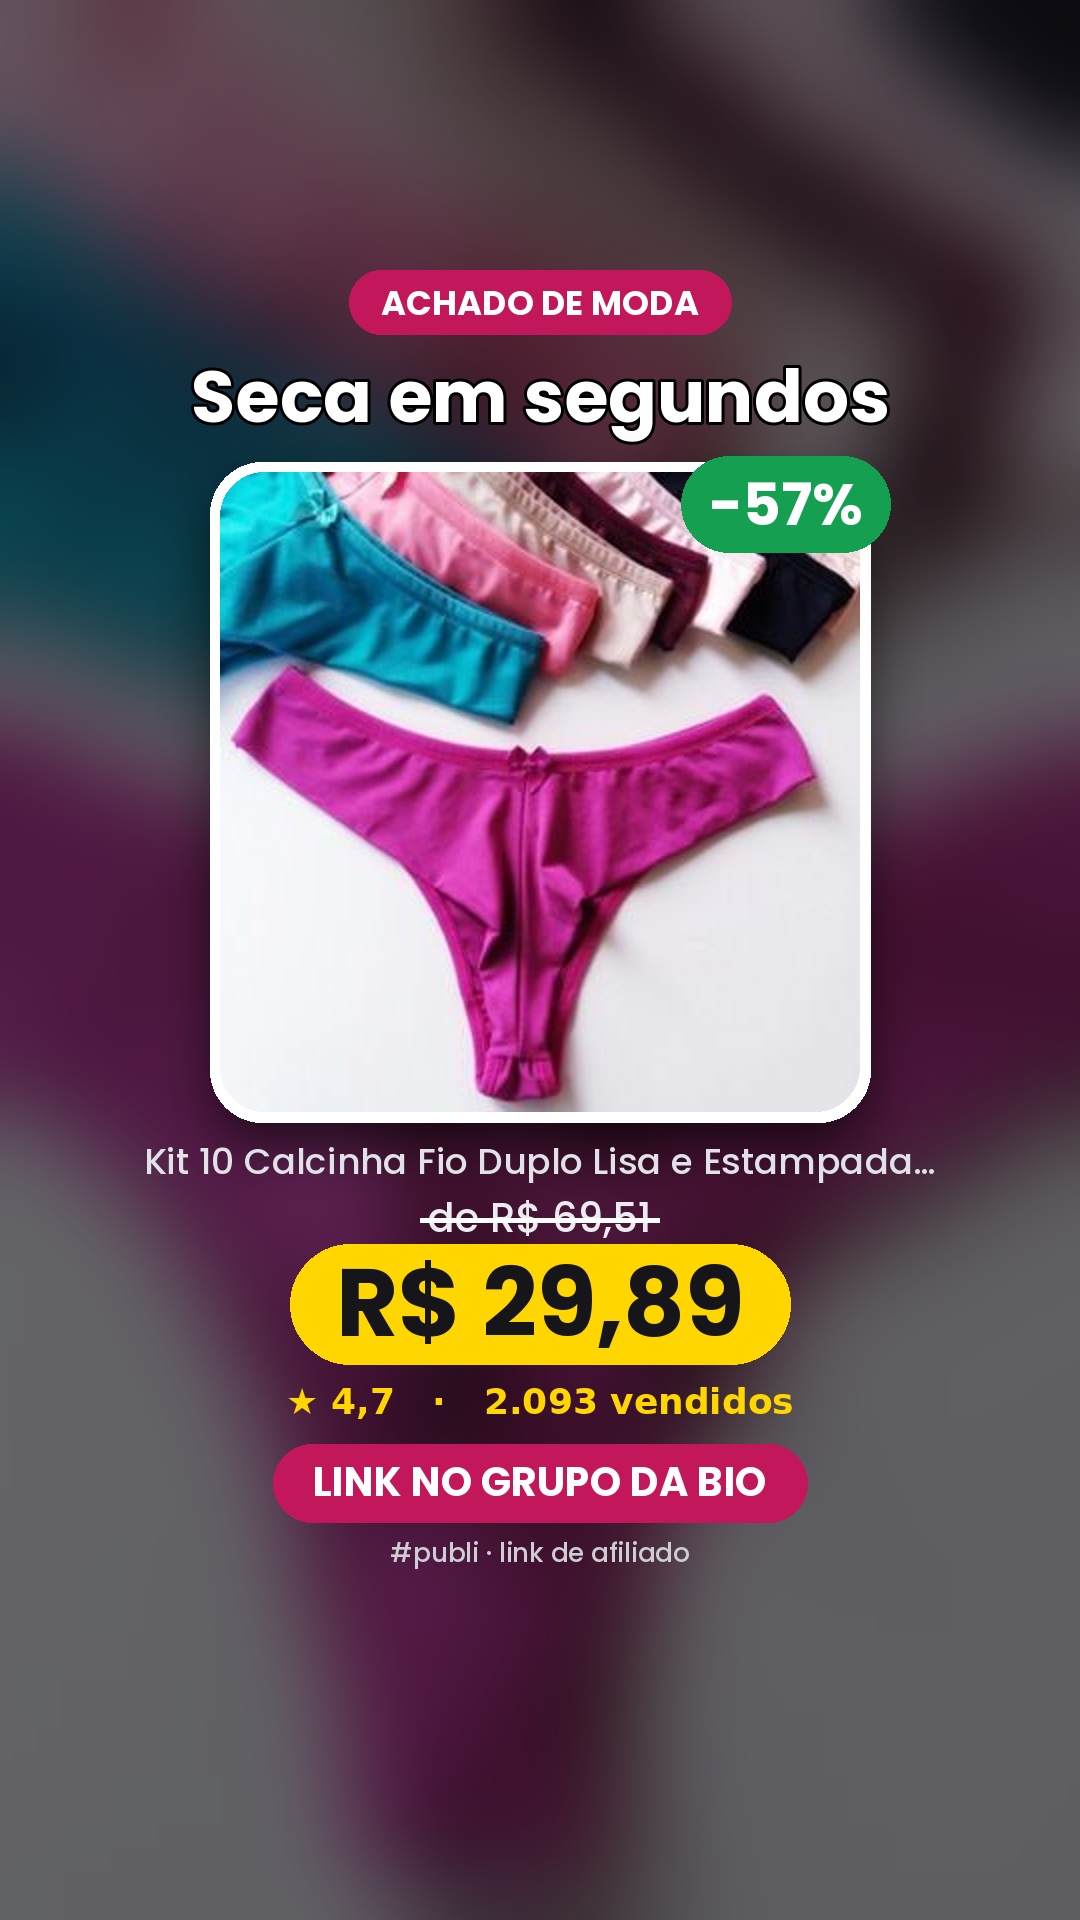 ACHADO DE MODA
Seca em segundos
-57%
Kit 10 Calcinha Fio Duplo Lisa e Estampada...
de R$ 69,51
R$ 29,89
★ 4,7 · 2.093 vendidos
LINK NO GRUPO DA BIO
#publi · link de afiliado